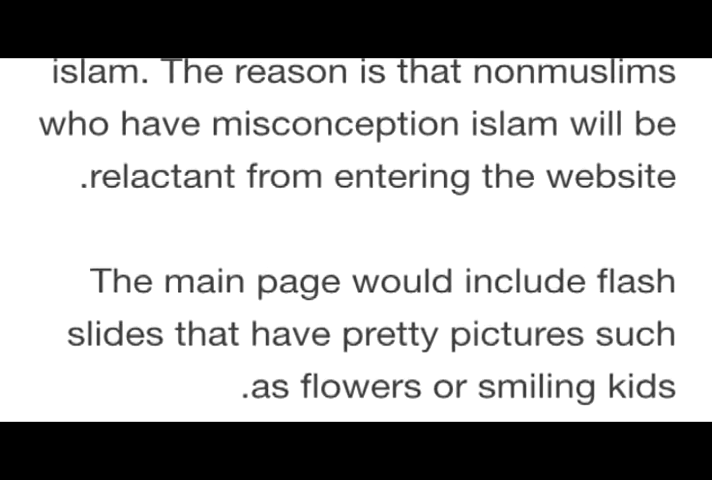 islam. The reason is that nonmuslims
who have misconception islam will be
.relactant from entering the website
The main page would include flash
slides that have pretty pictures such
.as flowers or smiling kids